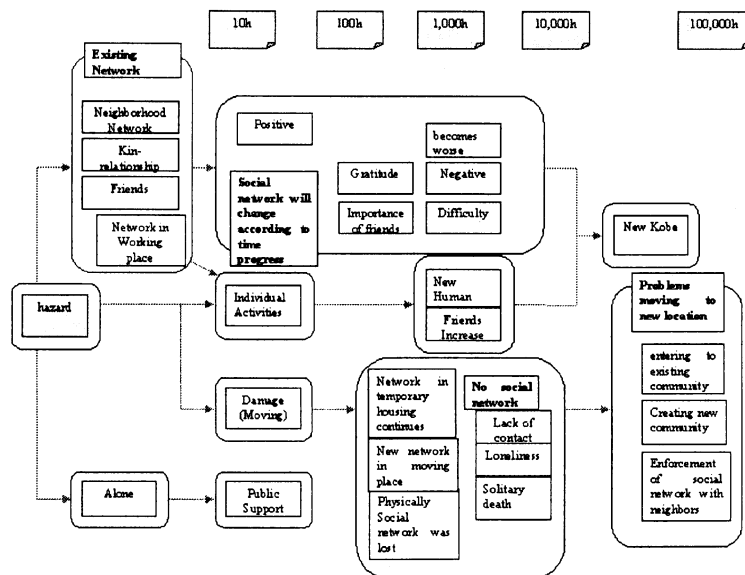 10h
100h
1,000h
10,000h
100,000h
Existing
Network
Neighborhood
Network
Kin-
relationship
Friends
Network in
Working
place
Positive
Social
network will
change
according to
time
progress
Gratitude
Importance
of friends
becomes
worse
Negative
Difficulty
New Kobe
hazard
Individual
Activities
New
Human
Friends
Increase
Problems
moving to
new location
entering to
existing
community
Creating new
community
Enforcement
of social
network with
neighbors
Damage
(Moving)
Network in
temporary
housing
continues
New network
in moving
place
Physically
Social
network was
lost
No social
network
Lack of
contact
Loneliness
Solitary
death
Alone
Public
Support